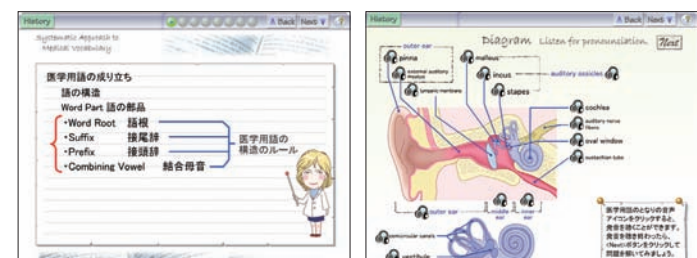 History
Back Next
Systematic Approach to
Medical Vocabulary
医学用語の成り立ち
語の構造
Word Part 語の部品
・Word Root 語根
・Suffix 接尾辞
・Prefix 接頭辞
・Combining Vowel 結合母音
医学用語の
構造のルール
History
Back Next
Diagram Listen for pronounciation Next
outer ear
pinna
external auditory
meatus
tympanic membrane
malleus
incus
stapes
auditory ossicles
cochlea
auditory nerve
fibers
oval window
eustachian tube
outer ear
middle
ear
inner
ear
semicircular canals
vestibule
医学用語のとなりの音声
アイコンをクリックすると、
発音を聴くことができます。
発音を聴き終わったら、
<Next>ボタンをクリックして
問題を解いてみましょう。